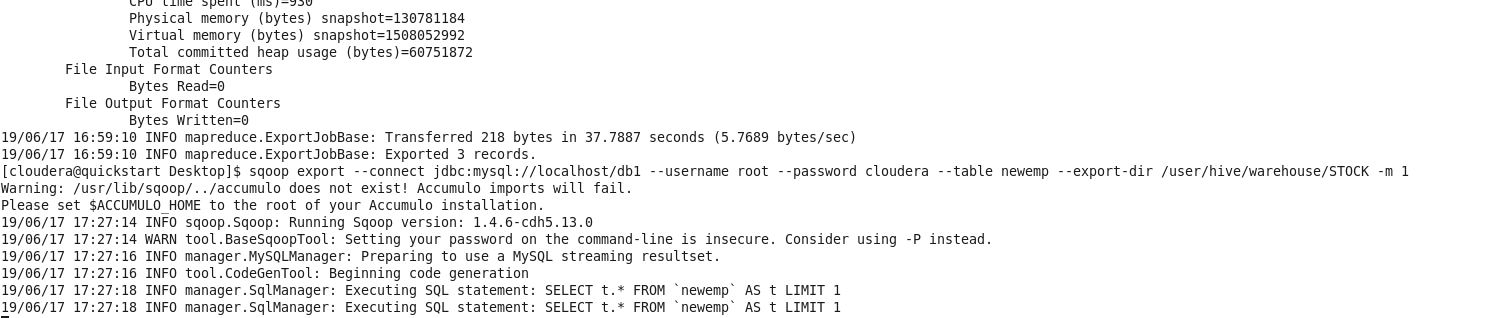 CPU time spent (ms)=930
Physical memory (bytes) snapshot=130781184
Virtual memory (bytes) snapshot=1508052992
Total committed heap usage (bytes)=60751872
File Input Format Counters
Bytes Read=0
File Output Format Counters
Bytes Written=0
19/06/17 16:59:10 INFO mapreduce.ExportJobBase: Transferred 218 bytes in 37.7887 seconds (5.7689 bytes/sec)
19/06/17 16:59:10 INFO mapreduce.ExportJobBase: Exported 3 records.
[cloudera@quickstart Desktop]$ sqoop export --connect jdbc:mysql://localhost/db1 --username root --password cloudera --table newemp --export-dir /user/hive/warehouse/STOCK -m 1
Warning: /usr/lib/sqoop/../accumulo does not exist! Accumulo imports will fail.
Please set $ACCUMULO_HOME to the root of your Accumulo installation.
19/06/17 17:27:14 INFO sqoop.Sqoop: Running Sqoop version: 1.4.6-cdh5.13.0
19/06/17 17:27:14 WARN tool.BaseSqoopTool: Setting your password on the command-line is insecure. Consider using -P instead.
19/06/17 17:27:16 INFO manager.MySQLManager: Preparing to use a MySQL streaming resultset.
19/06/17 17:27:16 INFO tool.CodeGenTool: Beginning code generation
19/06/17 17:27:18 INFO manager.SqlManager: Executing SQL statement: SELECT t.* FROM `newemp` AS t LIMIT 1
19/06/17 17:27:18 INFO manager.SqlManager: Executing SQL statement: SELECT t.* FROM `newemp` AS t LIMIT 1